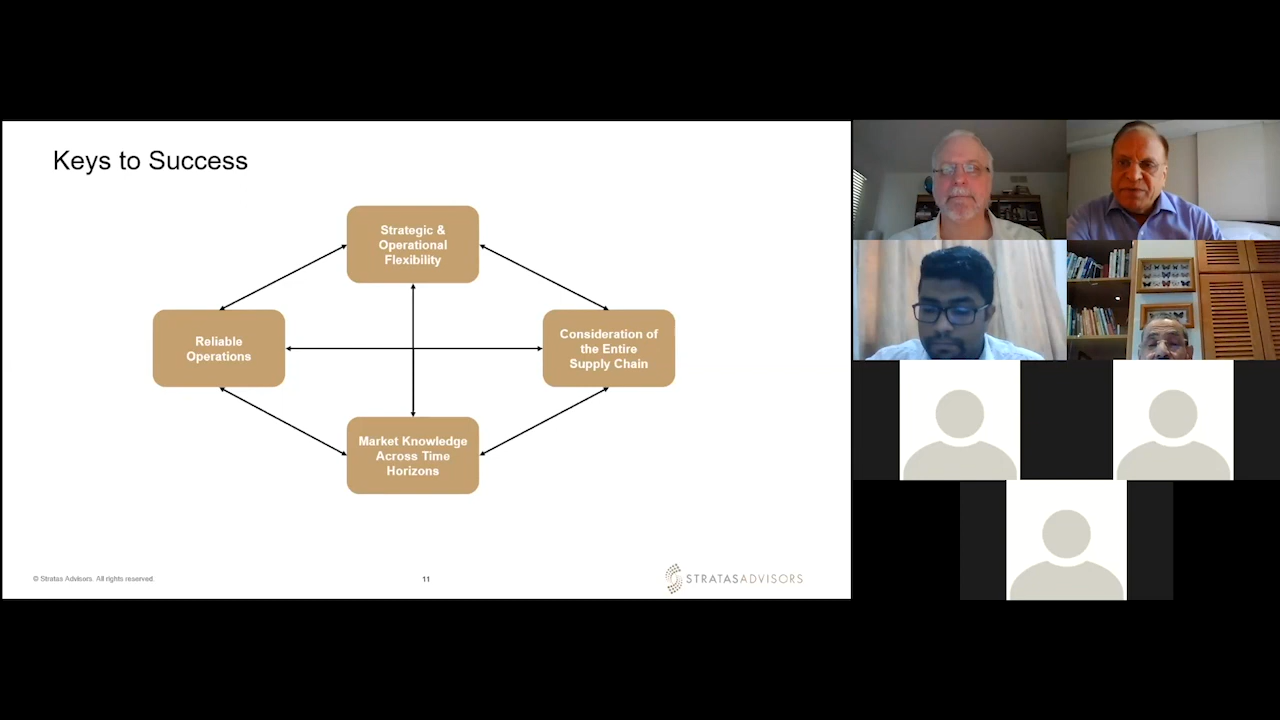 Keys to Success
Strategic &
Operational
Flexibility
Reliable
Operations
Consideration of
the Entire
Supply Chain
Market Knowledge
Across Time
Horizons
© Stratas Advisors. All rights reserved.
11
STRATASADVISORS